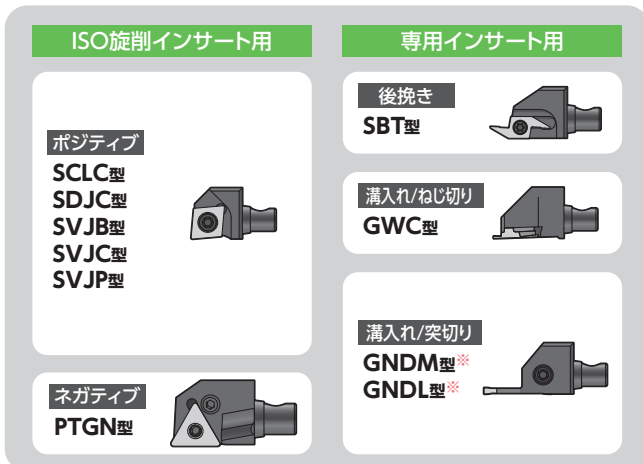 ISO旋削インサート用
ポジティブ
SCLC型
SDJC型
SVJB型
SVJC型
SVJP型
ネガティブ
PTGN型
専用インサート用
後挽き
SBT型
溝入れ/ねじ切り
GWC型
溝入れ/突切り
GNDM型※
GNDL型※